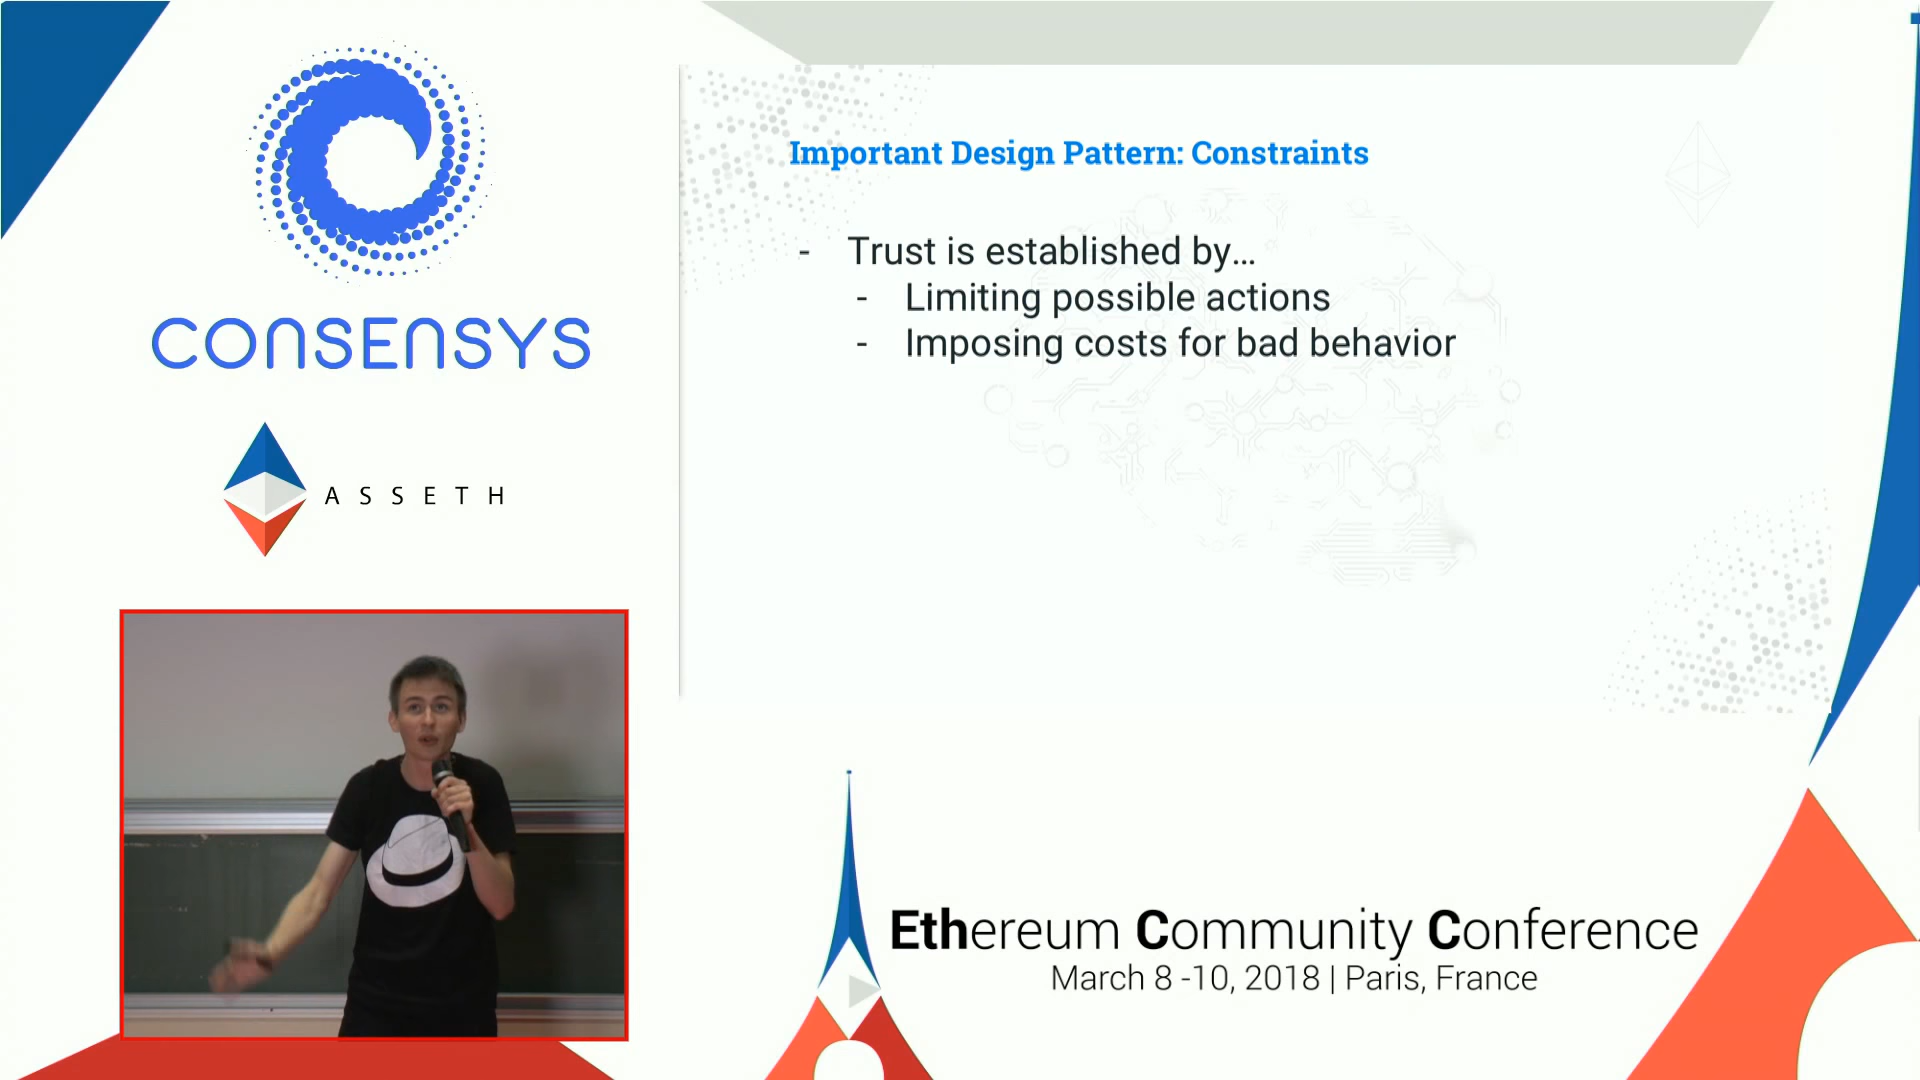 CONSENSYS
ASSETH
Important Design Pattern: Constraints
- Trust is established by...
- Limiting possible actions
- Imposing costs for bad behavior
Ethereum Community Conference
March 8 -10, 2018 | Paris, France